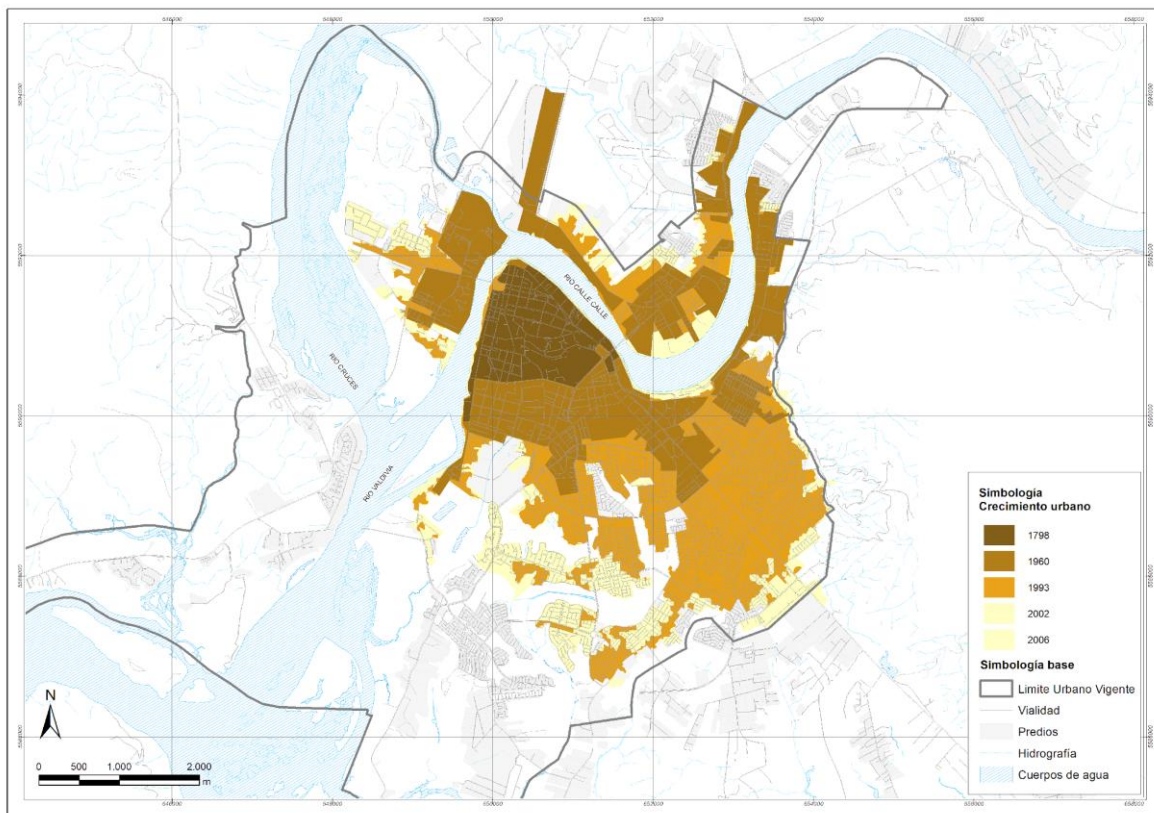 RIO CALLE CALLE
RIO CRUCES
RIO VALDIVIA
Simbología
Crecimiento urbano
1798
1960
1993
2002
2006
Simbología base
Limite Urbano Vigente
Vialidad
Predios
Hidrografía
Cuerpos de agua
N
0 500 1.000 2.000
m